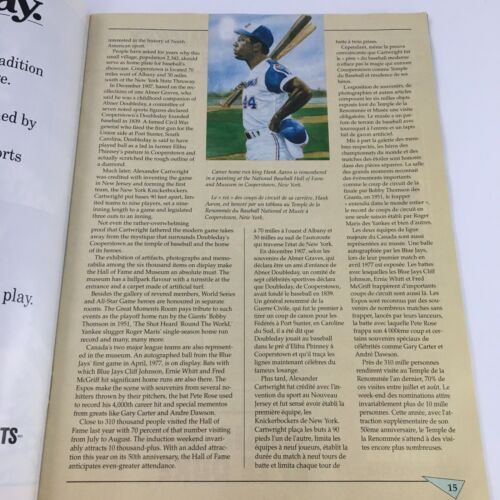 ay.
radition
re.
ned by
orts
play.
TS
interested in the history of North
American sport.
People have asked for years why this
small village, population 2,342, should
serve as home plate for baseball's
devotees. Cooperstown is located 70
miles west of Albany and 30 miles
south of the New York State Thruway.
In December 1907, based on the
recollections of one Abner Graves, who
said he was a childhood companion of
Abner Doubleday, a committee of
seven noted sports figures declared
Cooperstown's Doubleday founded
baseball in 1839. A famed Civil War
general who fired the first gun for the
Union side at Fort Sumter, South
Carolina, Doubleday is said to have
played ball as a lad in farmer Elihu
Phinney's pasture in Cooperstown and
actually scratched the rough outline of
a diamond.
Much later, Alexander Cartwright
was credited with inventing the game
in New Jersey and forming the first
team, the New York Knickerbockers.
Cartwright put bases 90 feet apart, lim-
ited teams to nine players, set a nine-
inning length to a game and legislated
three outs to an inning.
Not even the rather-overwhelming
proof that Cartwright fathered the modern game takes
away from the mystique that surrounds Doubleday's
Cooperstown as the temple of baseball and the home
of its heroes.
The exhibition of artifacts, photographs and memo-
rabilia among the six thousand items on display make
the Hall of Fame and Museum an absolute must. The
museum has a ballpark flavour with a turnstile at the
entrance and a carpet made of artificial turf.
Besides the gallery of several members, World Series
and All-Star Game heroes are honoured in separate
rooms. The Great Moments Room pays tribute to such
events as the playoff home run by the Giants' Bobby
Thomson in 1951, 'The Shot Heard 'Round The World',
Yankee slugger Roger Maris' single-season home run
record and many, many more.
Canada's two major league teams are also represent-
ed in the museum. An autographed ball from the Blue
Jays' first game in April, 1977, is on display. Bats with
which Blue Jays Cliff Johnson, Ernie Whitt and Fred
McGriff hit significant home runs are also there. The
Expos make the scene with souvenirs from several no-
hitters thrown by their pitchers, the bat Pete Rose used
to record his 4,000th career hit and special mementos
from greats like Gary Carter and Andre Dawson.
Close to 310 thousand people visited the Hall of
Fame last year with 70 percent of that number visiting
from July to August. The induction weekend invari-
ably attracts 10 thousand-plus. With an added attrac-
tion this year on its 50th anniversary, the Hall of Fame
anticipates even-greater attendance.
44
Career home run king Hank Aaron is remembered
in a painting at the National Baseball Hall of Fame
and Museum in Cooperstown, New York.
Le « roi » des coups de circuit de sa carrière, Hank
Aaron, est honoré par un tableau au Temple de la
Renommée du Baseball National et Musée à
Cooperstown, New York.
à 70 milles à l'ouest d'Albany et
30 milles au sud de l'autoroute
qui traverse l'état de New York.
En décembre 1907, selon les
souvenirs de Abner Graves, qui
déclara être un ami d'enfance de
Abner Doubleday, un comité de
sept célébrités sportives déclara
que Doubleday, de Cooperstown,
avait fondé le baseball en 1839.
Un général renommé de la
Guerre Civile, qui fut le premier à
tirer un coup de canon pour les
Fédérés à Fort Sumter, en Caroline
du Sud, il a été dit que
Doubleday jouait au baseball
dans le pré d'Elihu Phinney à
Cooperstown et qu'il traça les
lignes maintenant célèbres du
fameux losange.
Plus tard, Alexander
Cartwright fut crédité avec l'in-
vention du sport au Nouveau
Jersey et fut sensé avoir établi la
première équipe, les
Knickerbockers de New York.
Cartwright plaça les buts à 90
pieds l'un de l'autre, limita les
équipes à neuf joueurs, établit la
durée du match à neuf tours de
batte et limita chaque tour de
batte à trois prises.
Cependant, même la preuve
convaincante que Cartwright fut
le « père » du baseball moderne
n'efface pas la magie qui entoure
Cooperstown comme Temple
du Baseball et résidence de ses
héros.
L'exposition de souvenirs, de
photographies et autres articles
composant les six milles objets
exposés font du Temple de la
Renommée et Musée une visite
obligatoire. Le musée a un par-
fum de terrain de baseball avec
tourniquet à l'entrée et un tapis
fait de gazon artificiel.
Mis à part la galerie des mem-
bres respectés, les héros des
championnats du monde et des
matches des étoiles sont honorés
dans des pièces séparées. La salle
des grands moments reconnaît
des événements importants
comme le coup de circuit de la
finale par Bobby Thomson des
Giants, en 1951, le frappeur
« entendu dans le monde entier »,
le record de coups de circuit en
une seule saison établi par Roger
Maris des Yankee et bien d'autres.
Les deux équipes de ligue
majeure du Canada sont aussi
représentées au musée. Une balle
autographiée par les Blue Jays,
lors de leur premier match en
avril 1977 est exposée. Les battes
avec lesquelles les Blue Jays Cliff
Johnson, Ernie Whitt et Fred
McGriff frappèrent d'importants
coups de circuit sont aussi là. Les
Expos sont reconnus par des sou-
venirs de nombreux matches sans
frapper, lancés par leurs lanceurs,
la batte avec laquelle Pete Rose
frappa son 4 000ème coup et cer-
tains souvenirs spéciaux de
célébrités comme Gary Carter et
André Dawson.
Près de 310 mille personnes
rendirent visite au Temple de la
Renommée l'an dernier, 70% de
ces visites entre juillet et août. Le
week-end des nominations attire
invariablement plus de 10 mille
personnes. Cette année, avec l'at-
traction supplémentaire de son
50ème anniversaire, le Temple de
la Renommée s'attend à des visi-
tes encore plus nombreuses.
15